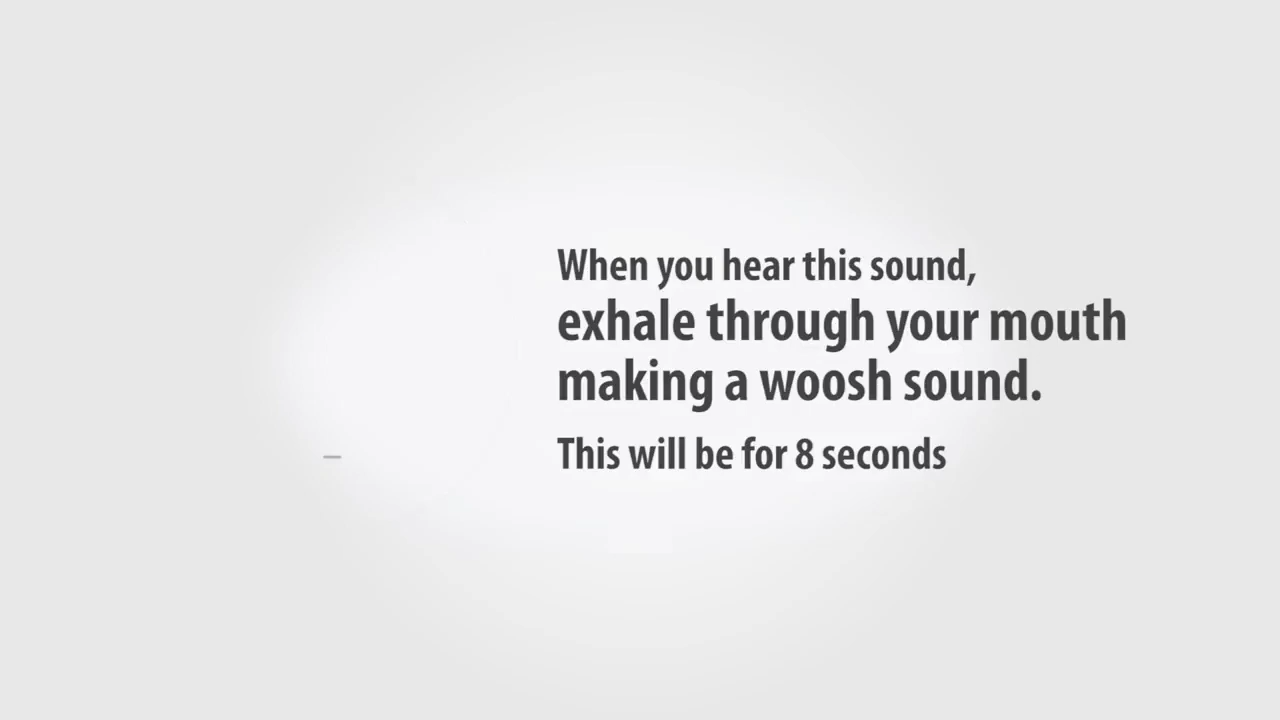 When you hear this sound,
exhale through your mouth
making a woosh sound.
This will be for 8 seconds